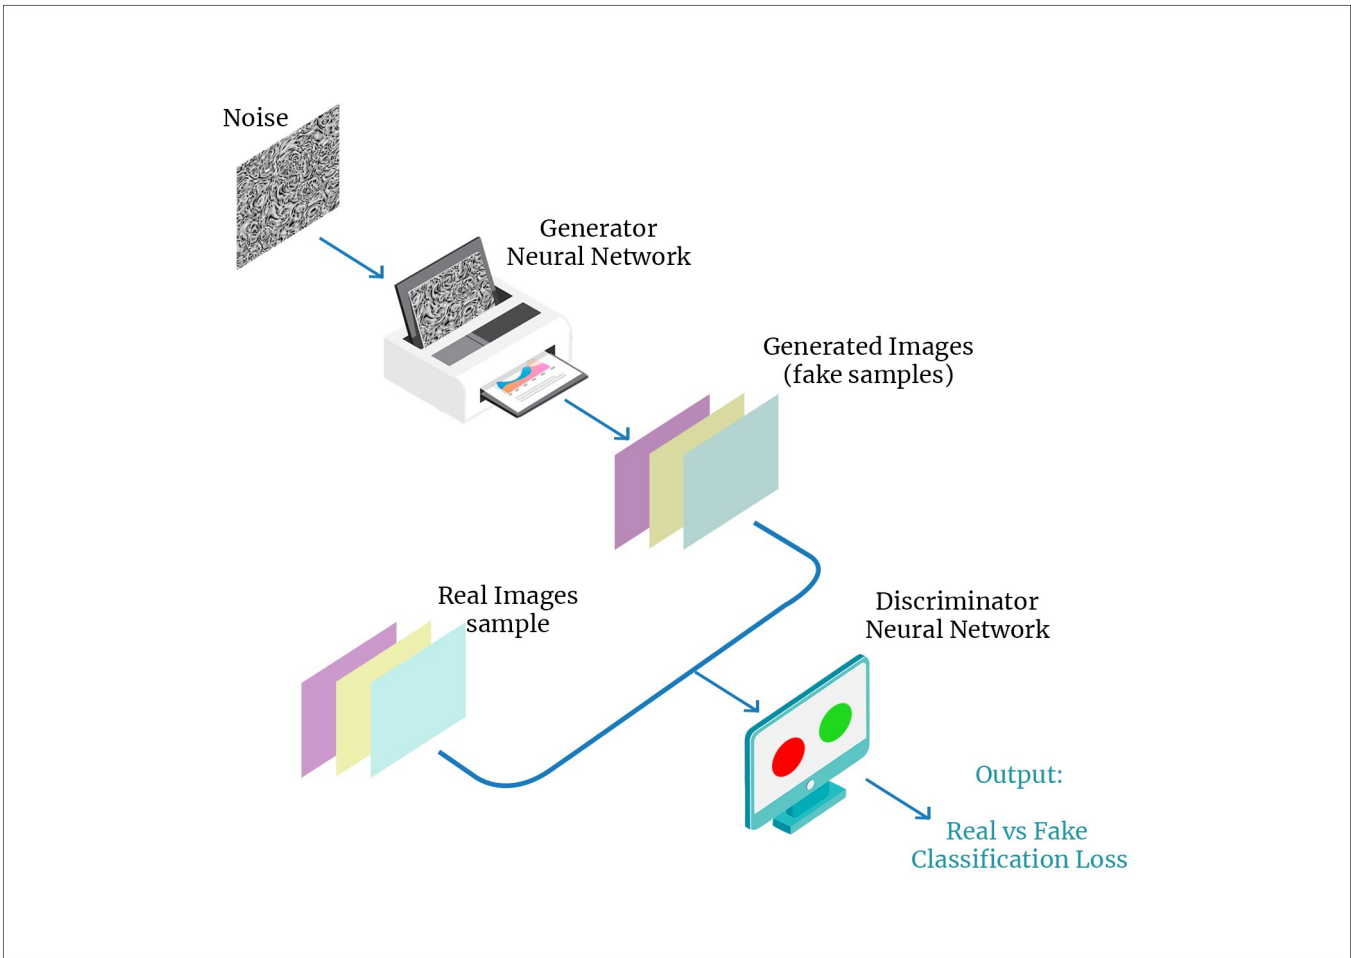 Noise
Generator
Neural Network
Generated Images
(fake samples)
Real Images
sample
Discriminator
Neural Network
Output:
Real vs Fake
Classification Loss